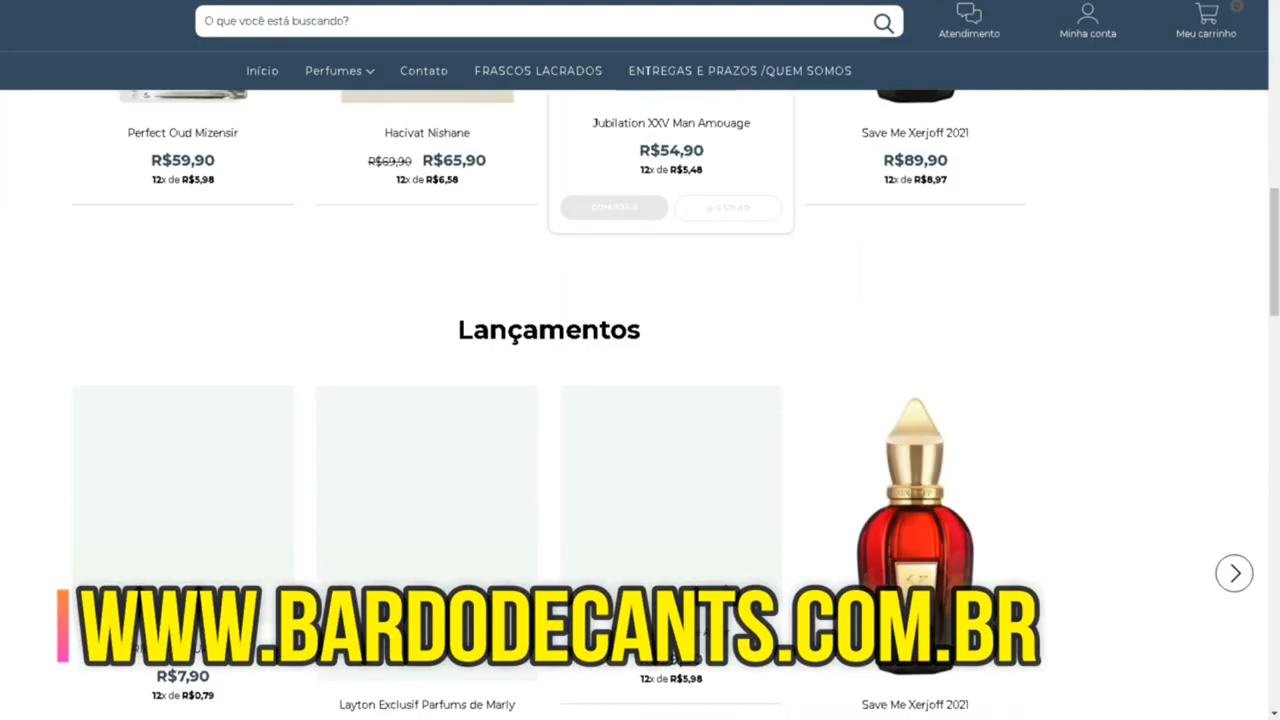 O que você está buscando?
Atendimento
Minha conta
Meu carrinho
0
Início
Perfumes
Contato
FRASCOS LACRADOS
ENTREGAS E PRAZOS /QUEM SOMOS
Perfect Oud Mizensir
R$59,90
12x de R$5,98
Hacivat Nishane
R$69,90 R$65,90
12x de R$6,58
Jubilation XXV Man Amouage
R$54,90
12x de R$5,48
COMPRAR
ESPIAR
Save Me Xerjoff 2021
R$89,90
12x de R$8,97
Lançamentos
WWW.BARDODECANTS.COM.BR
R$7,90
12x de R$0,79
Layton Exclusif Parfums de Marly
12x de R$5,98
Save Me Xerjoff 2021